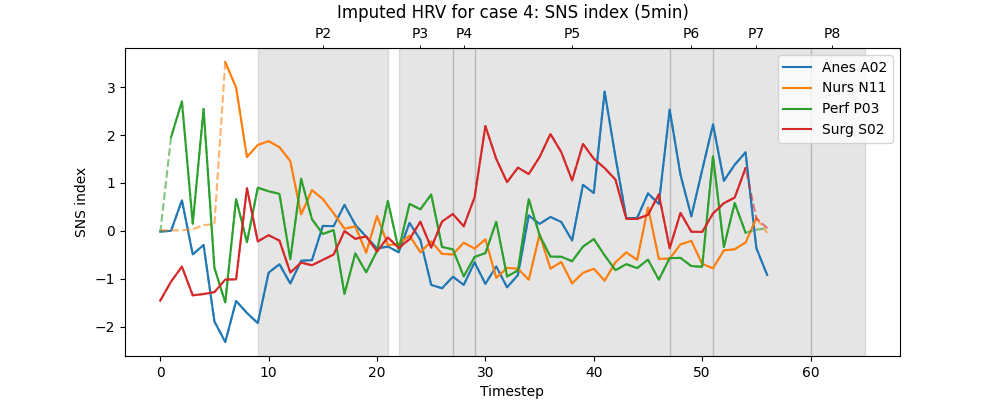 Imputed HRV for case 4: SNS index (5min)
P2 P3 P4 P5 P6 P7 P8
Anes A02
Nurs N11
Perf P03
Surg S02
SNS index
3
2
1
0
−1
−2
0 10 20 30 40 50 60
Timestep